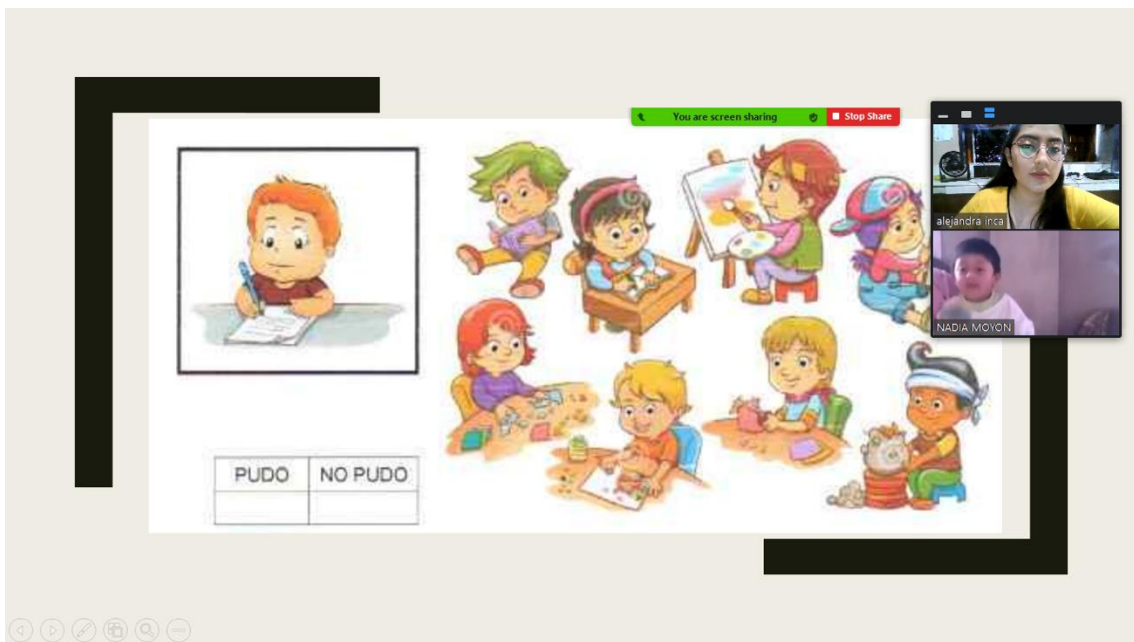 You are screen sharing
Stop Share
alejandra inca
NADIA MOYON
PUDO NO PUDO